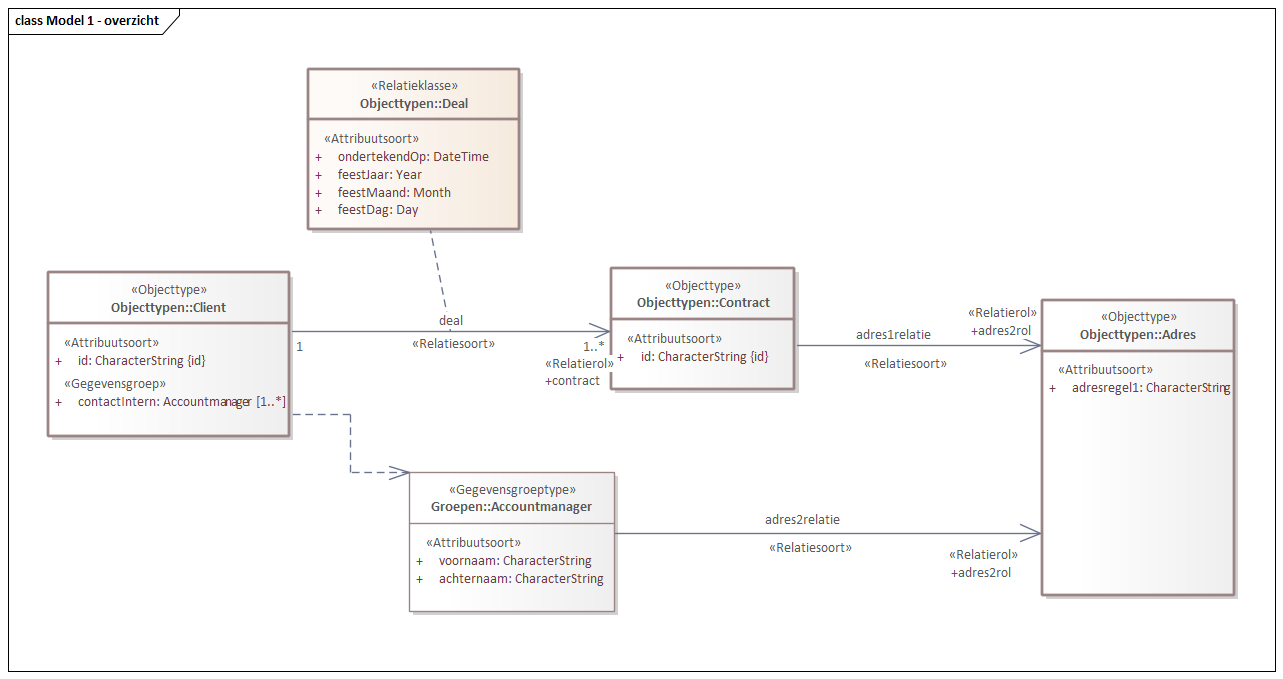 class Model 1 - overzicht
«Relatieklasse»
Objecttypen::Deal
«Attribuutsoort»
+ ondertekendOp: DateTime
+ feestJaar: Year
+ feestMaand: Month
+ feestDag: Day
«Objecttype»
Objecttypen::Client
«Attribuutsoort»
+ id: CharacterString {id}
«Gegevensgroep»
+ contactIntern: Accountmanager [1..*]
deal
«Relatiesoort»
1
1..*
«Relatierol»
+contract
«Objecttype»
Objecttypen::Contract
«Attribuutsoort»
+ id: CharacterString {id}
adres1relatie
«Relatiesoort»
«Relatierol»
+adres2rol
«Objecttype»
Objecttypen::Adres
«Attribuutsoort»
+ adresregel1: CharacterString
«Gegevensgroeptype»
Groepen::Accountmanager
«Attribuutsoort»
+ voornaam: CharacterString
+ achternaam: CharacterString
adres2relatie
«Relatiesoort»
«Relatierol»
+adres2rol